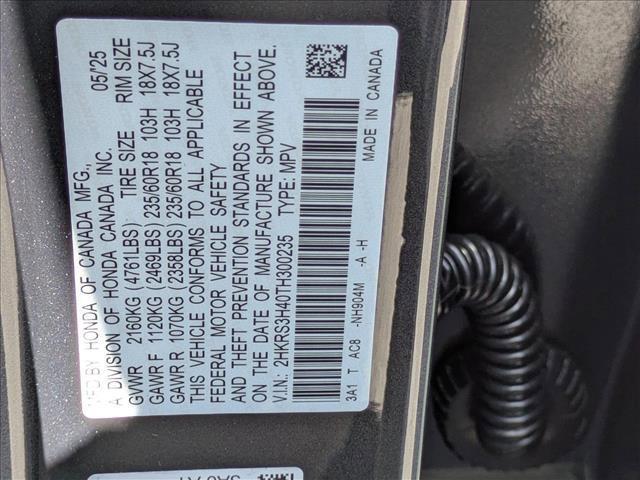 MFD BY HONDA OF CANADA MFG.,
A DIVISION OF HONDA CANADA INC. 05/25
GVWR 2160KG (4761LBS) TIRE SIZE RIM SIZE
GAWR F 1120KG (2469LBS) 235/60R18 103H 18X7.5J
GAWR R 1070KG (2358LBS) 235/60R18 103H 18X7.5J
THIS VEHICLE CONFORMS TO ALL APPLICABLE
FEDERAL MOTOR VEHICLE SAFETY
AND THEFT PREVENTION STANDARDS IN EFFECT
ON THE DATE OF MANUFACTURE SHOWN ABOVE.
V.I.N.: 2HKRS3H40TH300235 TYPE: MPV
3A1 T AC8 -NH904M -A -H MADE IN CANADA